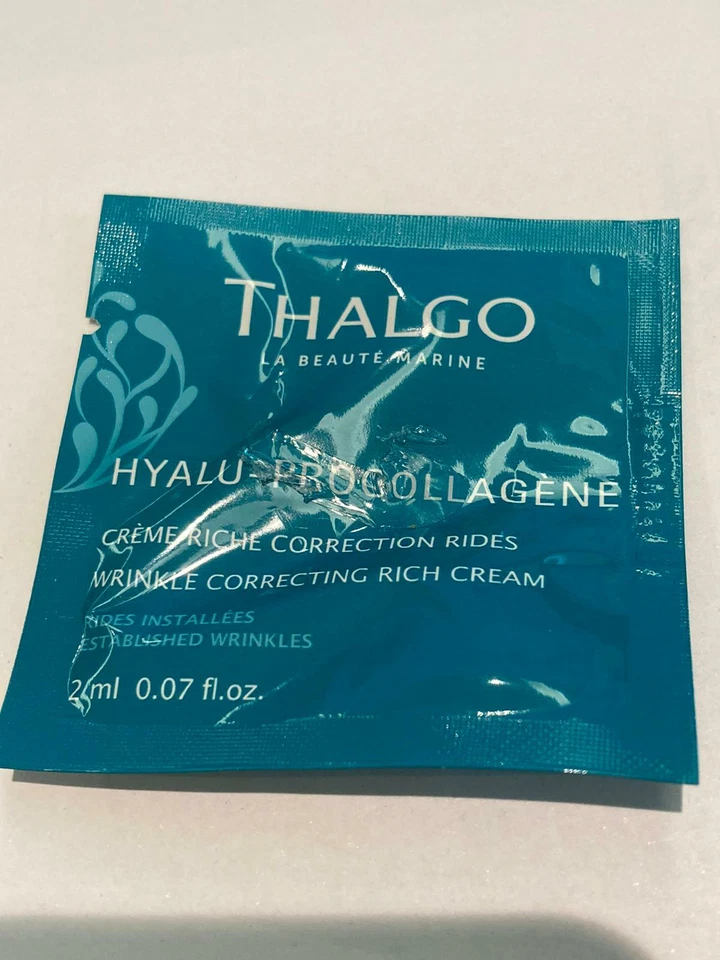 THALGO
LA BEAUTÉ MARINE
HYALU-PROCOLLAGÈNE
CRÈME RICHE CORRECTION RIDES
WRINKLE CORRECTING RICH CREAM
RIDES INSTALLÉES
ESTABLISHED WRINKLES
2 ml 0.07 fl.oz.